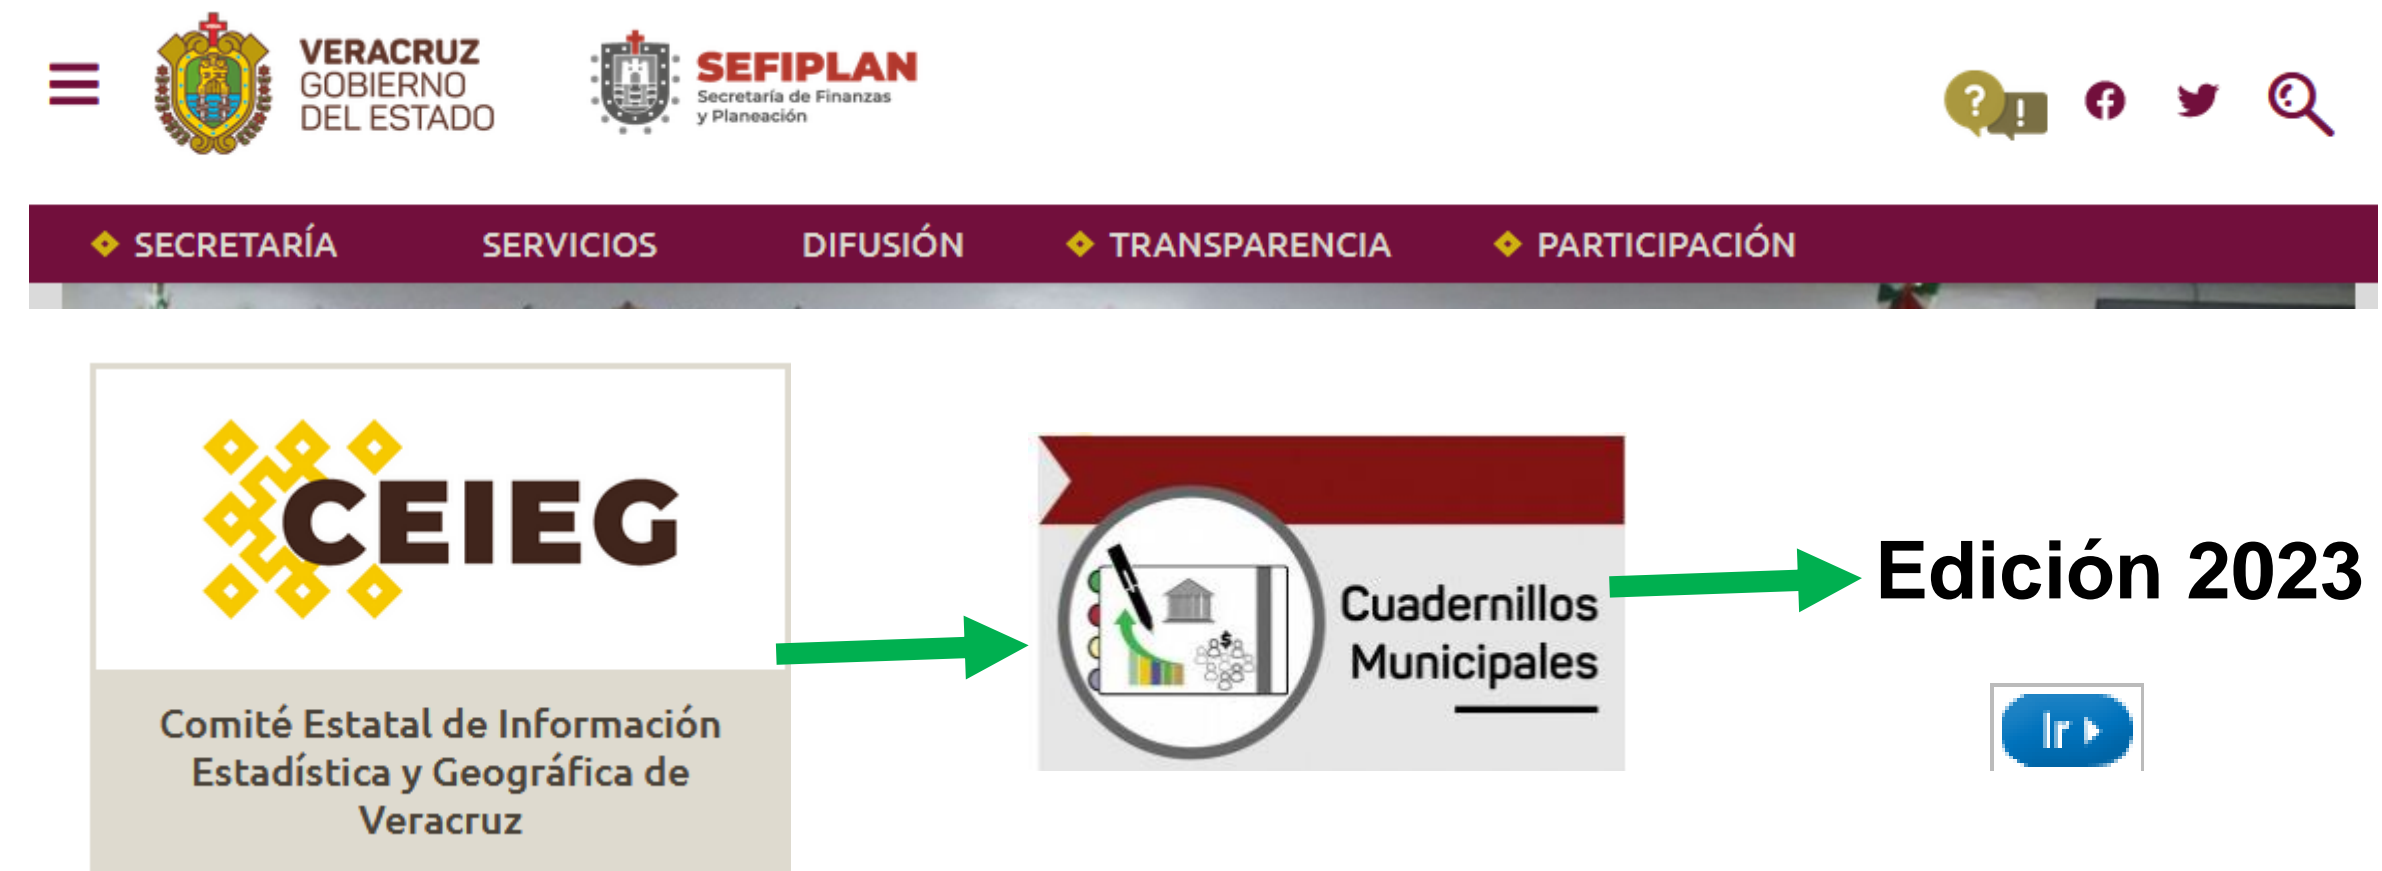 VERACRUZ
GOBIERNO
DEL ESTADO
SEFIPLAN
Secretaría de Finanzas
y Planeación
SECRETARÍA SERVICIOS DIFUSIÓN TRANSPARENCIA PARTICIPACIÓN
CEIEG
Comité Estatal de Información
Estadística y Geográfica de
Veracruz
Cuadernillos
Municipales
Edición 2023
Ir